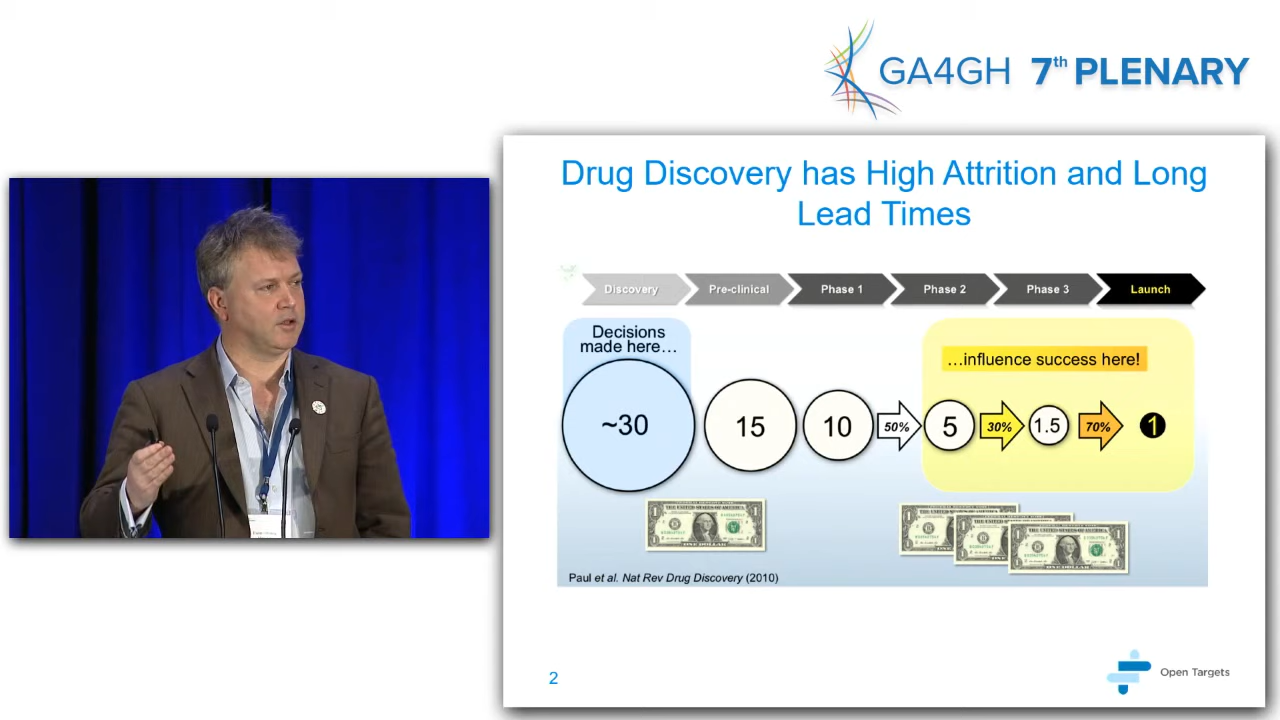 GA4GH 7th PLENARY
Drug Discovery has High Attrition and Long
Lead Times
Discovery
Pre-clinical
Phase 1
Phase 2
Phase 3
Launch
Decisions
made here…
…influence success here!
~30
15
10
50%
5
30%
1.5
70%
1
Paul et al. Nat Rev Drug Discovery (2010)
2
Open Targets